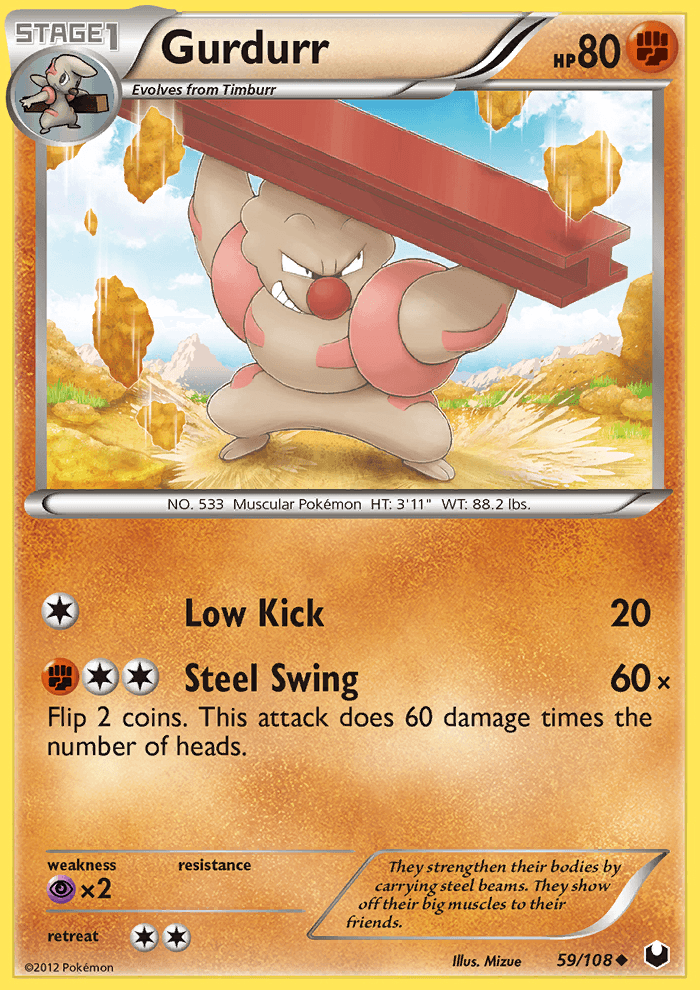 STAGE1
Gurdurr
HP80
Evolves from Timburr
NO. 533 Muscular Pokémon HT: 3'11" WT: 88.2 lbs.
Low Kick 20
Steel Swing 60×
Flip 2 coins. This attack does 60 damage times the
number of heads.
weakness resistance
×2
retreat
They strengthen their bodies by
carrying steel beams. They show
off their big muscles to their
friends.
©2012 Pokémon
Illus. Mizue 59/108